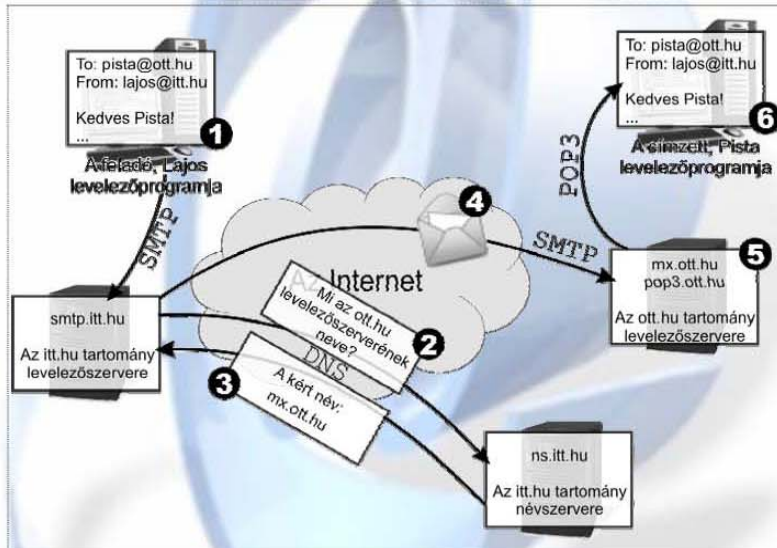 To: pista@ott.hu
From: lajos@itt.hu
Kedves Pista!
...
1
A feladó, Lajos
levelezőprogramja
SMTP
smtp.itt.hu
Az itt.hu tartomány
levelezőszervere
Az Internet
Mi az ott.hu
levelezőszerverének
neve?
2
DNS
3
A kért név:
mx.ott.hu
ns.itt.hu
Az itt.hu tartomány
névszervere
4
SMTP
mx.ott.hu
pop3.ott.hu
Az ott.hu tartomány
levelezőszervere
5
POP3
To: pista@ott.hu
From: lajos@itt.hu
Kedves Pista!
...
6
A címzett, Pista
levelezőprogramja